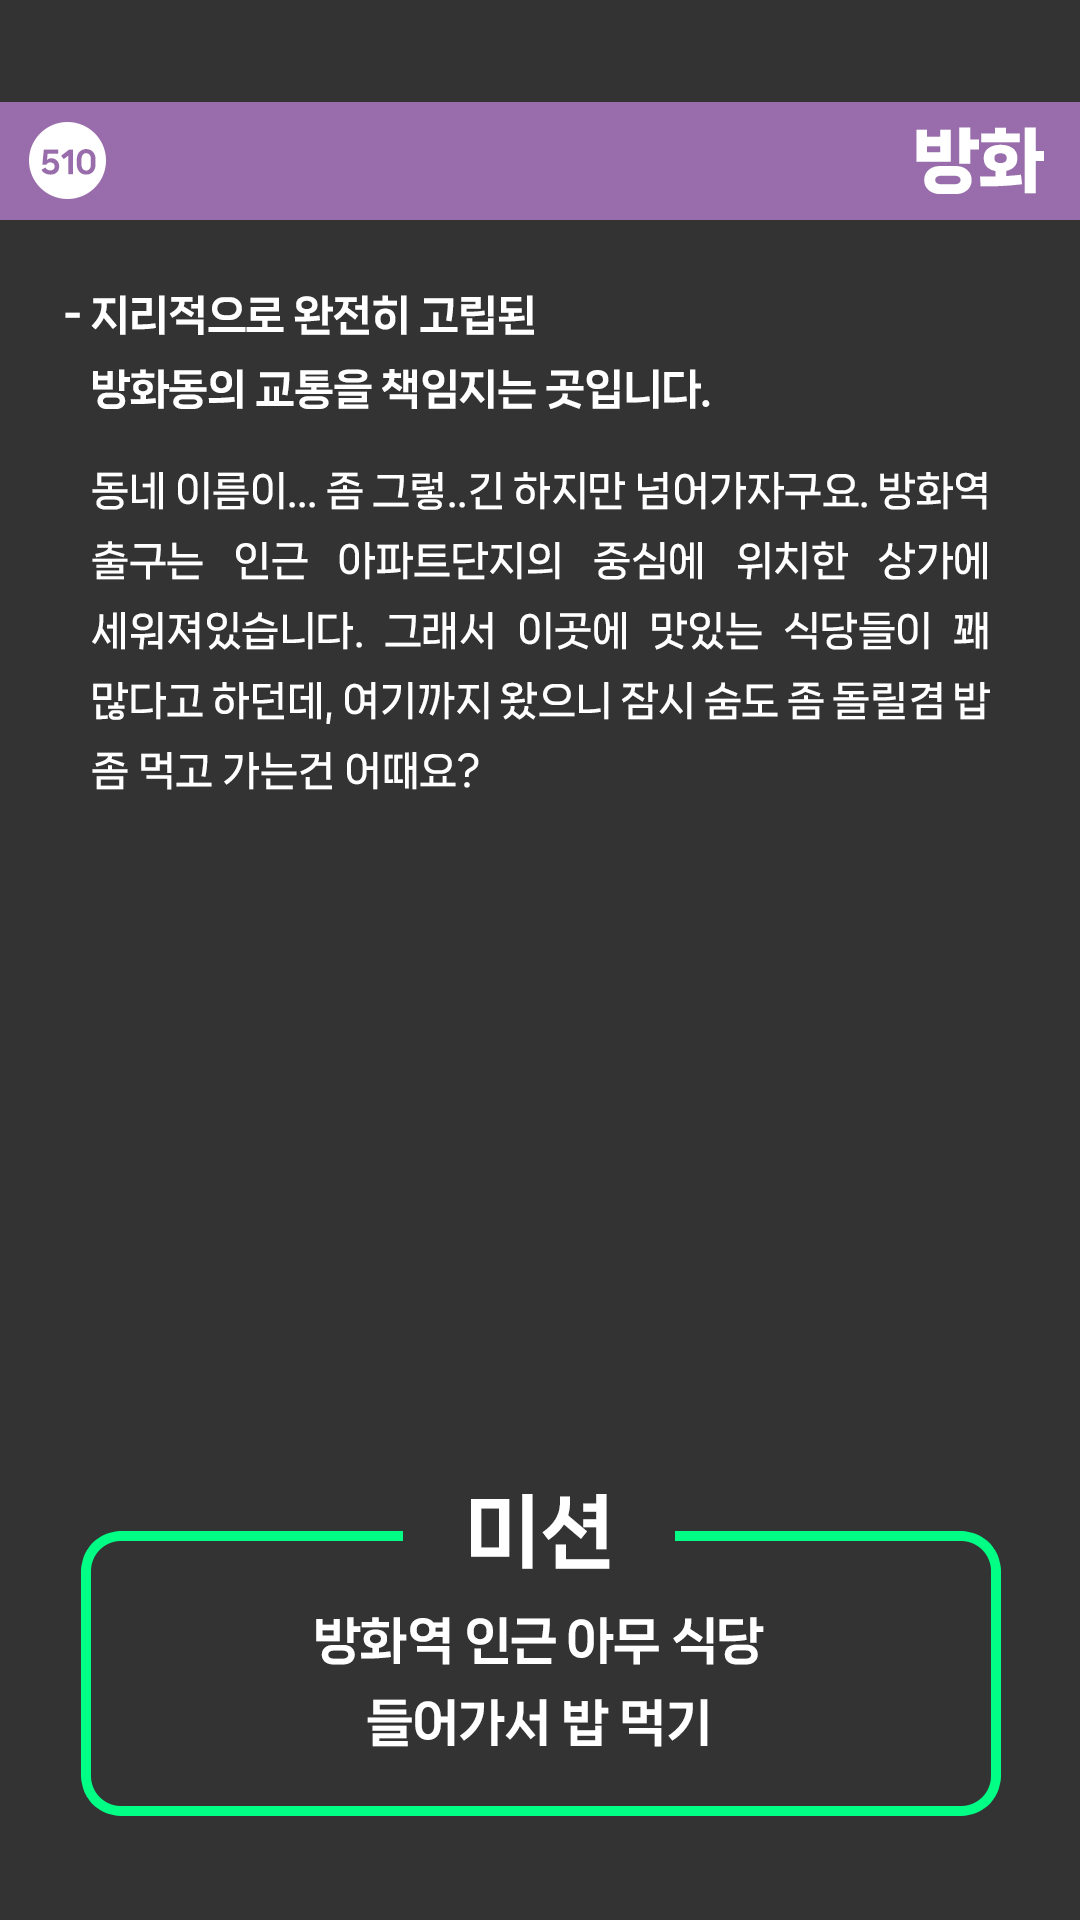 510
방화
- 지리적으로 완전히 고립된
방화동의 교통을 책임지는 곳입니다.
동네 이름이... 좀 그렇..긴 하지만 넘어가자구요. 방화역
출구는 인근 아파트단지의 중심에 위치한 상가에
세워져있습니다. 그래서 이곳에 맛있는 식당들이 꽤
많다고 하던데, 여기까지 왔으니 잠시 숨도 좀 돌릴겸 밥
좀 먹고 가는건 어때요?
미션
방화역 인근 아무 식당
들어가서 밥 먹기